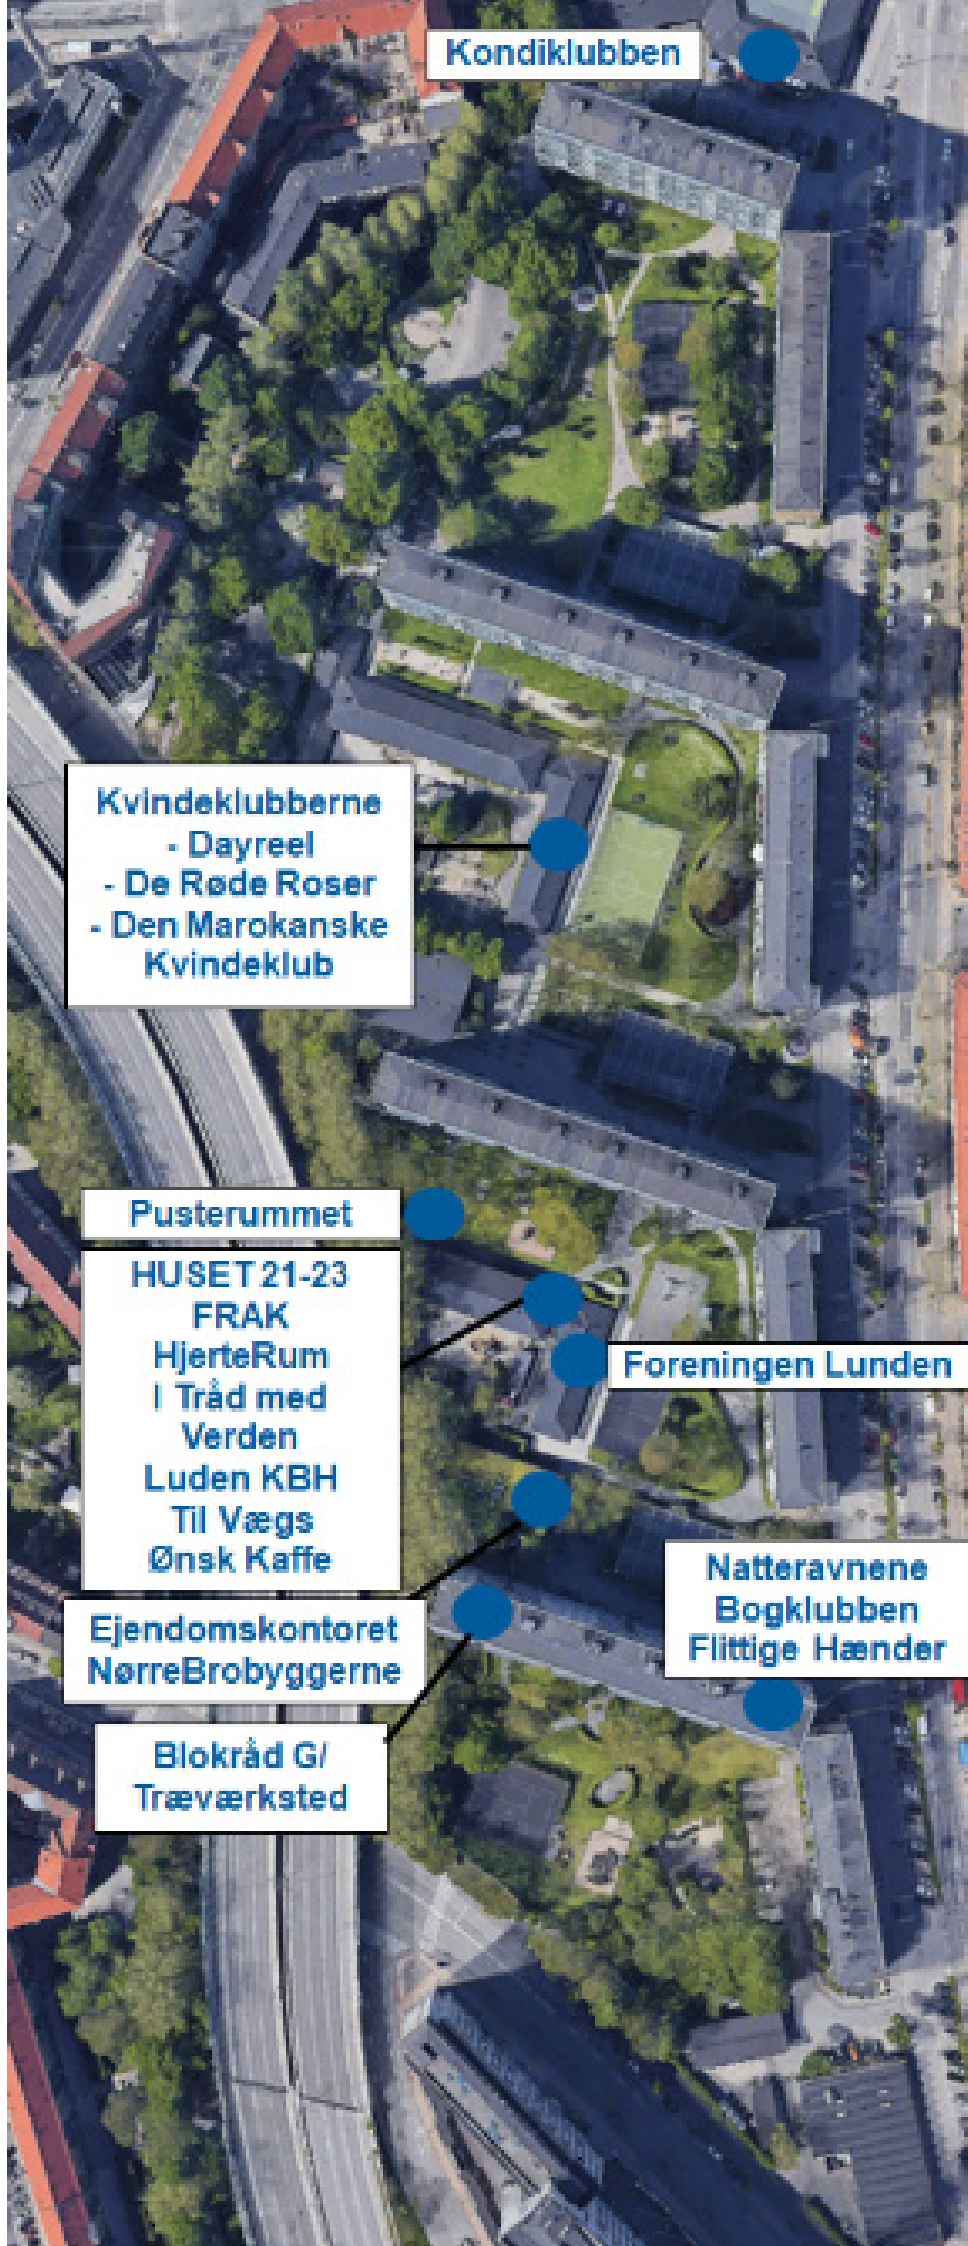 Kondiklubben
Kvindeklubberne
- Dayreel
- De Røde Roser
- Den Marokanske
Kvindeklub
Pusterummet
HUSET 21-23
FRAK
HjerteRum
I Tråd med
Verden
Luden KBH
Til Vægs
Ønsk Kaffe
Foreningen Lunden
Ejendomskontoret
NørreBrobyggerne
Natteravnene
Bogklubben
Flittige Hænder
Blokråd G/
Træværksted